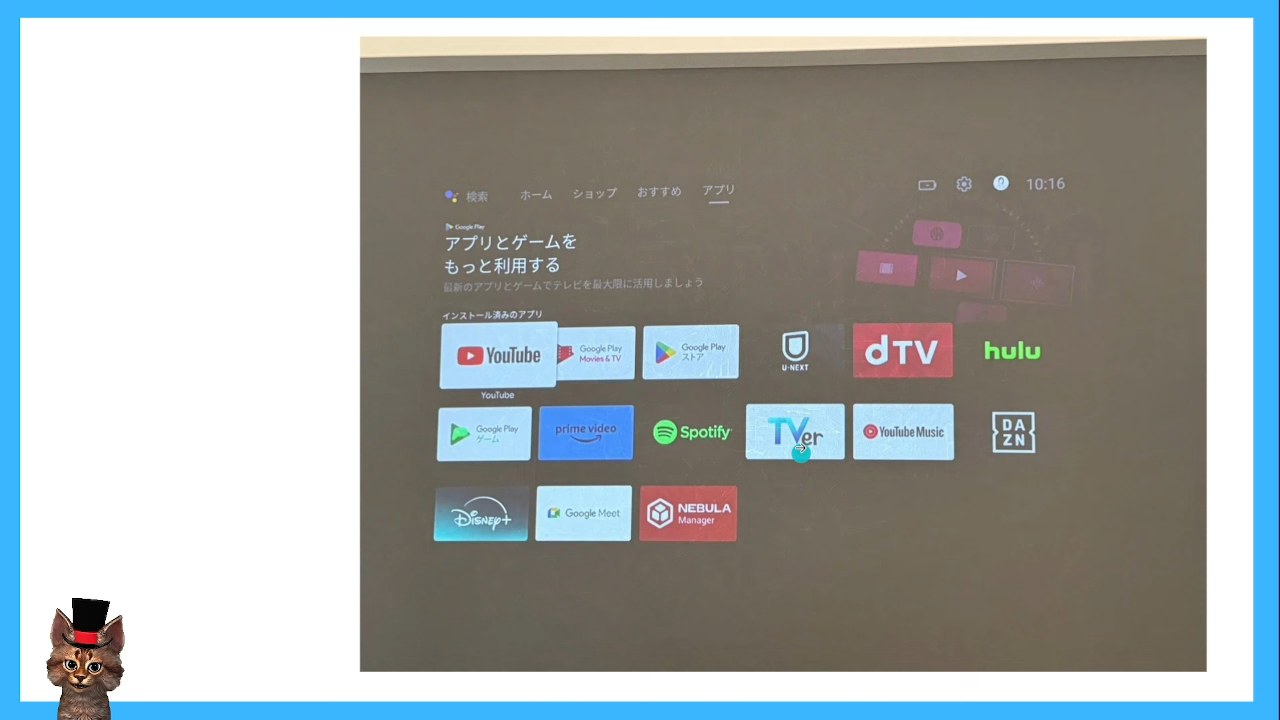 検索 ホーム ショップ おすすめ アプリ 10:16
Google Play
アプリとゲームを
もっと利用する
最新のアプリとゲームでテレビを最大限に活用しましょう
インストール済みのアプリ
YouTube
Google Play
Movies & TV
Google Play
ストア
U-NEXT
dTV
hulu
YouTube
Google Play
ゲーム
prime video
Spotify
TVer
YouTube Music
DA
ZN
Disney+
Google Meet
NEBULA
Manager